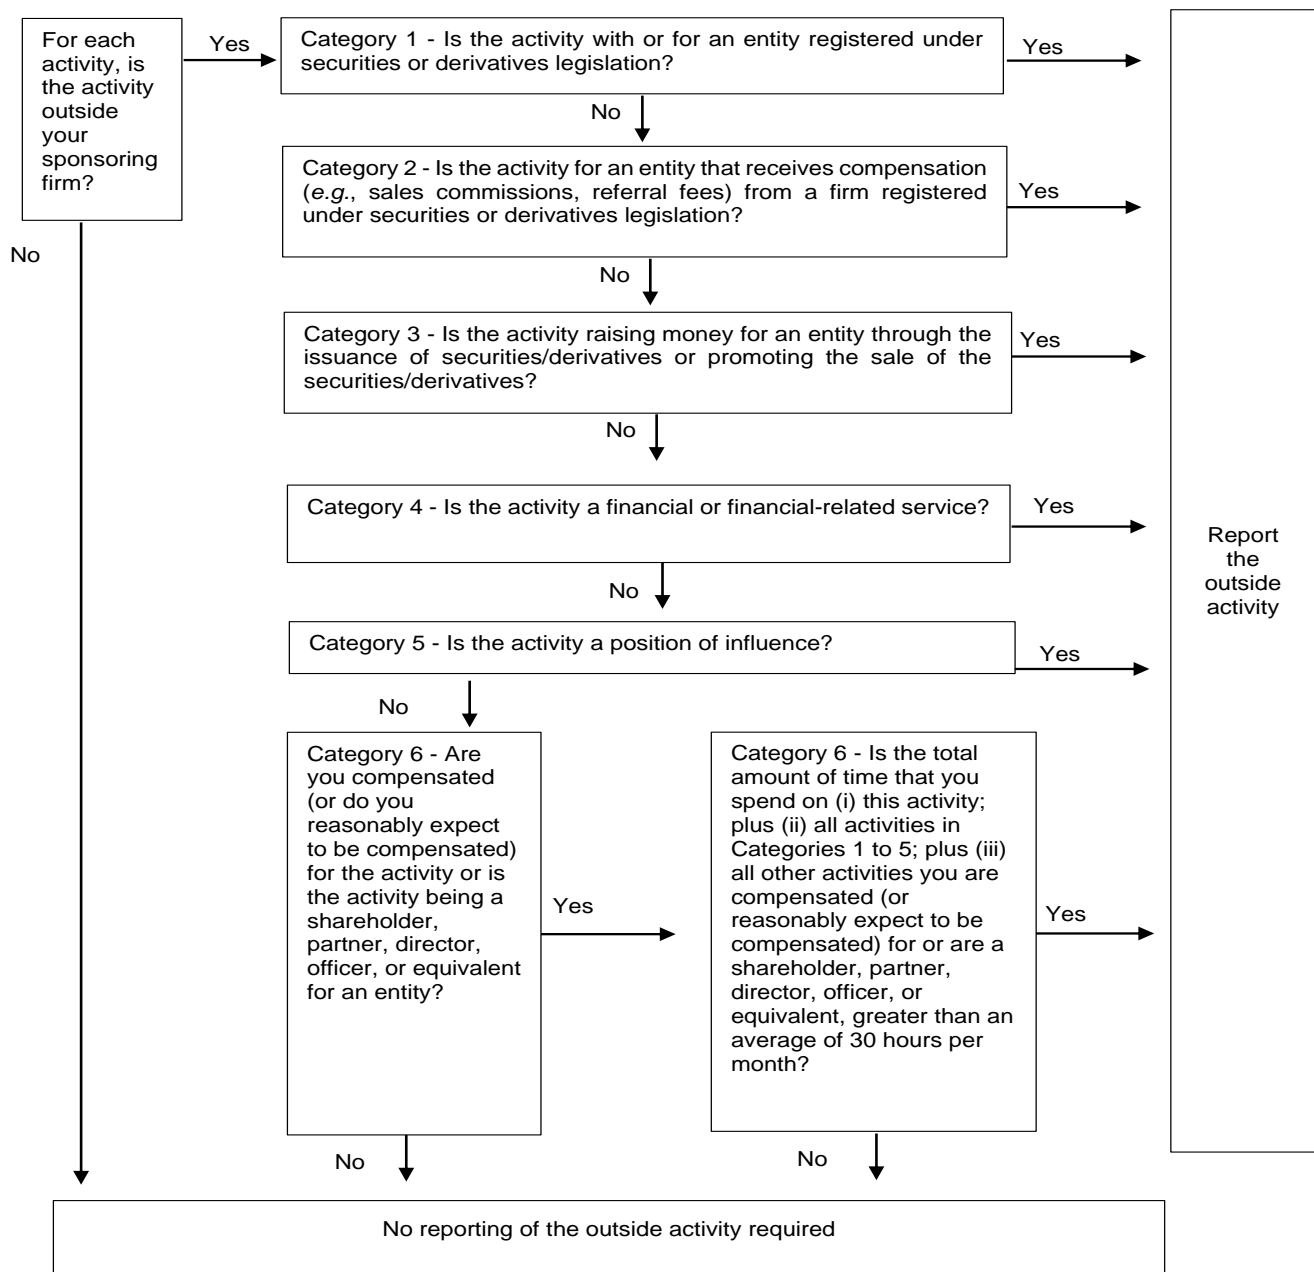 For each
activity, is
the activity
outside
your
sponsoring
firm?
Yes
Category 1 - Is the activity with or for an entity registered under
securities or derivatives legislation?
Yes
No
Category 2 - Is the activity for an entity that receives compensation
(e.g., sales commissions, referral fees) from a firm registered
under securities or derivatives legislation?
Yes
No
No
Category 3 - Is the activity raising money for an entity through the
issuance of securities/derivatives or promoting the sale of the
securities/derivatives?
Yes
No
Category 4 - Is the activity a financial or financial-related service?
Yes
No
Category 5 - Is the activity a position of influence?
Yes
No
Category 6 - Are
you compensated
(or do you
reasonably expect
to be compensated)
for the activity or is
the activity being a
shareholder,
partner, director,
officer, or equivalent
for an entity?
Yes
Category 6 - Is the total
amount of time that you
spend on (i) this activity;
plus (ii) all activities in
Categories 1 to 5; plus (iii)
all other activities you are
compensated (or
reasonably expect to be
compensated) for or are a
shareholder, partner,
director, officer, or
equivalent, greater than an
average of 30 hours per
month?
Yes
No
No
Report
the
outside
activity
No reporting of the outside activity required